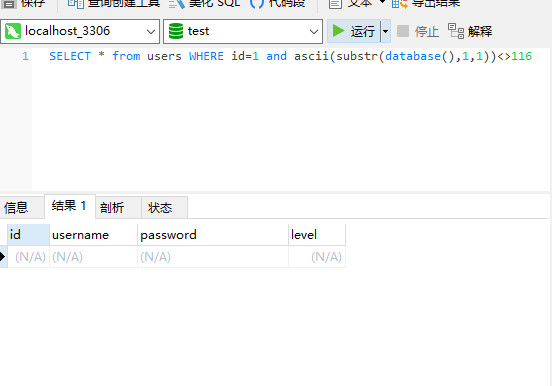 保存 查询创建工具 美化 SQL 代码段 文本 导出结果
localhost_3306 test 运行 停止 解释
1 SELECT * from users WHERE id=1 and ascii(substr(database(),1,1))<>116
信息 结果 1 剖析 状态
id username password level
(N/A) (N/A) (N/A) (N/A)